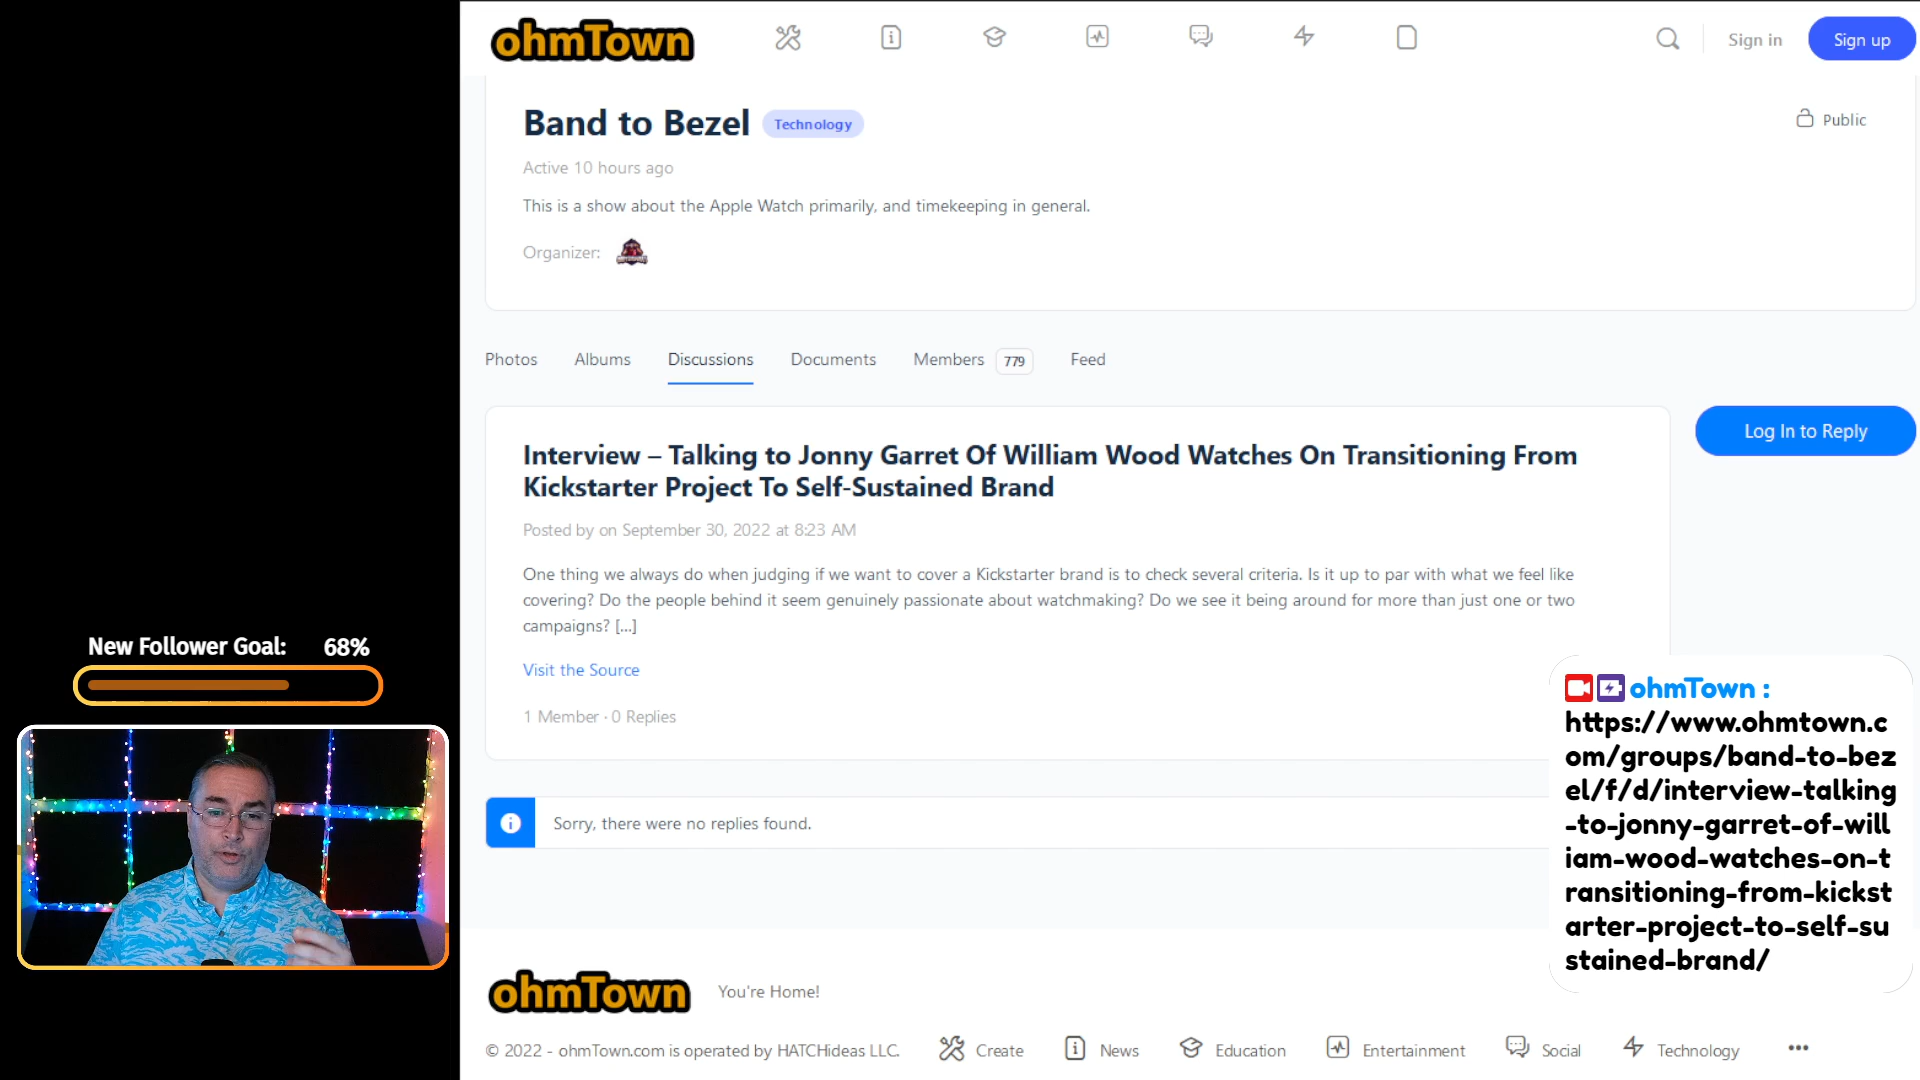 ohmTown
Sign in
Sign up
Band to Bezel
Technology
Public
Active 10 hours ago
This is a show about the Apple Watch primarily, and timekeeping in general.
Organizer:
Photos
Albums
Discussions
Documents
Members
779
Feed
Log In to Reply
Interview – Talking to Jonny Garret Of William Wood Watches On Transitioning From
Kickstarter Project To Self-Sustained Brand
Posted by on September 30, 2022 at 8:23 AM
One thing we always do when judging if we want to cover a Kickstarter brand is to check several criteria. Is it up to par with what we feel like
covering? Do the people behind it seem genuinely passionate about watchmaking? Do we see it being around for more than just one or two
campaigns? [...]
Visit the Source
1 Member · 0 Replies
Sorry, there were no replies found.
New Follower Goal: 68%
ohmTown :
https://www.ohmtown.c
om/groups/band-to-bez
el/f/d/interview-talking
-to-jonny-garret-of-will
iam-wood-watches-on-t
ransitioning-from-kickst
arter-project-to-self-su
stained-brand/
ohmTown
You're Home!
© 2022 - ohmTown.com is operated by HATCHideas LLC.
Create
News
Education
Entertainment
Social
Technology